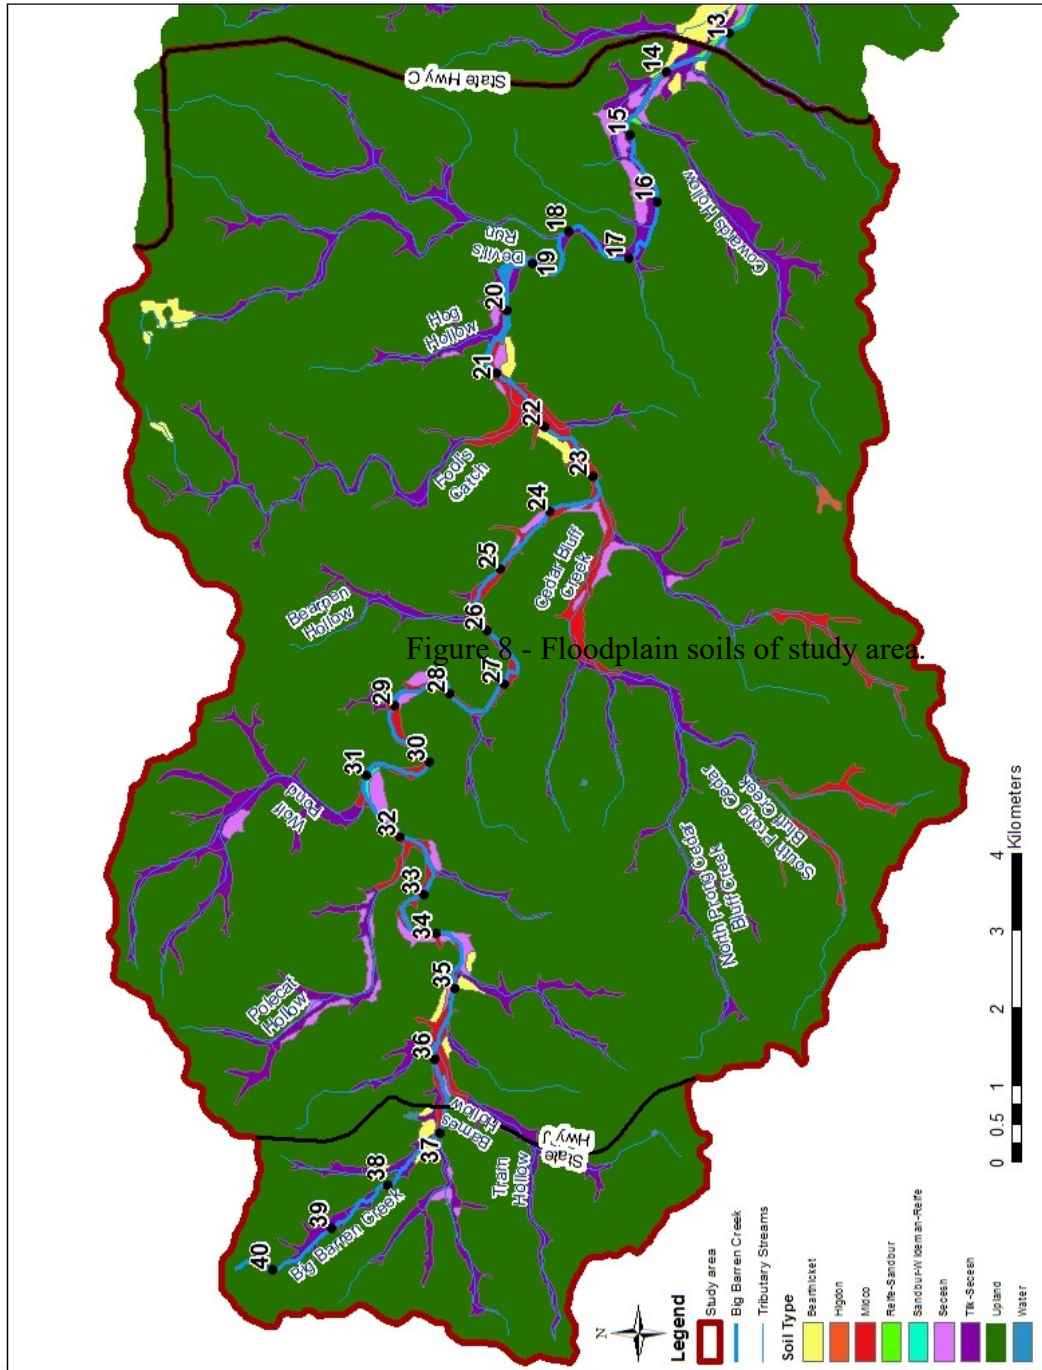 State Hwy C
13
14
15
16
Cowards Hollow
17
18
Devil's
Run
19
20
Hog
Hollow
21
22
Fool's
Catch
23
24
Cedar Bluff
Creek
25
Bearpen
Hollow
26
27
28
29
30
31
Wolf
Pond
32
33
34
Polecat
Hollow
35
36
Barnes
Hollow
37
State
Hwy J
Tram
Hollow
38
39
40
Big Barren Creek
North Prong Cedar
Bluff Creek
South Prong Cedar
Bluff Creek
Figure 8 - Floodplain soils of study area.
N
Legend
Study area
Big Barren Creek
Tributary Streams
Soil Type
Bearthicket
Higdon
Midco
Relfe-Sandbur
Sandbur-Wideman-Relfe
Secesh
Tilk-Secesh
Upland
Water
0 0.5 1 2 3 4
Kilometers